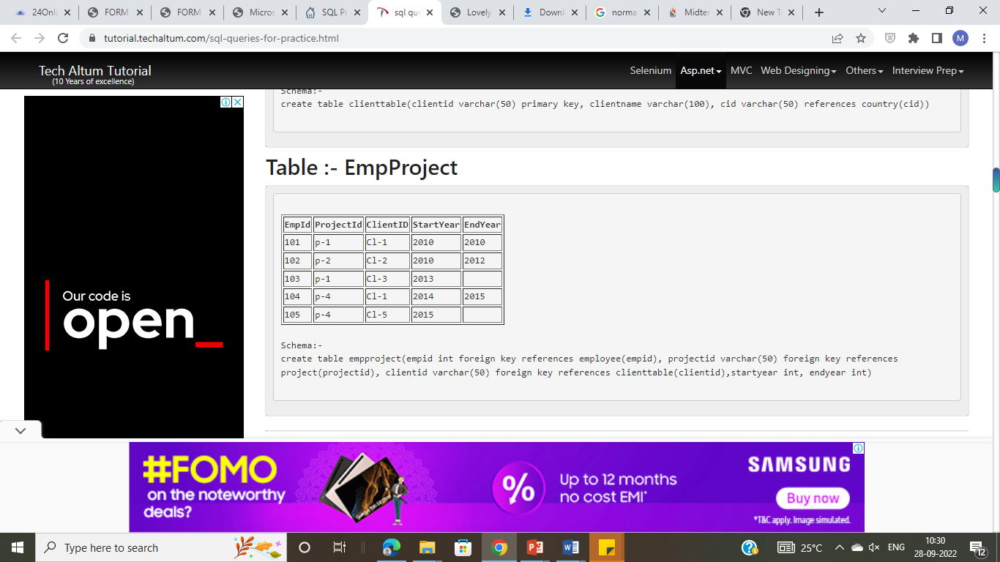 24Onli
FORM
FORM
Micros
SQL Pr
sql que
Lovely
Downl
norma
Midter
New T
tutorial.techaltum.com/sql-queries-for-practice.html
M
Tech Altum Tutorial
(10 Years of excellence)
Selenium Asp.net MVC Web Designing Others Interview Prep
Schema:-
create table clienttable(clientid varchar(50) primary key, clientname varchar(100), cid varchar(50) references country(cid))
Table :- EmpProject
EmpId ProjectId ClientID StartYear EndYear
101 p-1 Cl-1 2010 2010
102 p-2 Cl-2 2010 2012
103 p-1 Cl-3 2013
104 p-4 Cl-1 2014 2015
105 p-4 Cl-5 2015
Schema:-
create table empproject(empid int foreign key references employee(empid), projectid varchar(50) foreign key references
project(projectid), clientid varchar(50) foreign key references clienttable(clientid),startyear int, endyear int)
Our code is
open_
#FOMO
on the noteworthy
deals?
%
Up to 12 months
no cost EMI*
SAMSUNG
Buy now
*T&C apply. Image simulated.
Type here to search
25°C
ENG
10:30
28-09-2022
12